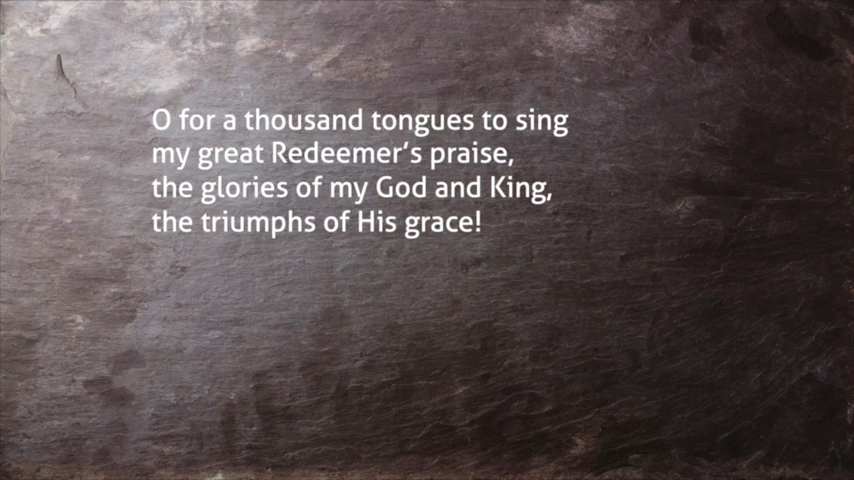 O for a thousand tongues to sing
my great Redeemer’s praise,
the glories of my God and King,
the triumphs of His grace!